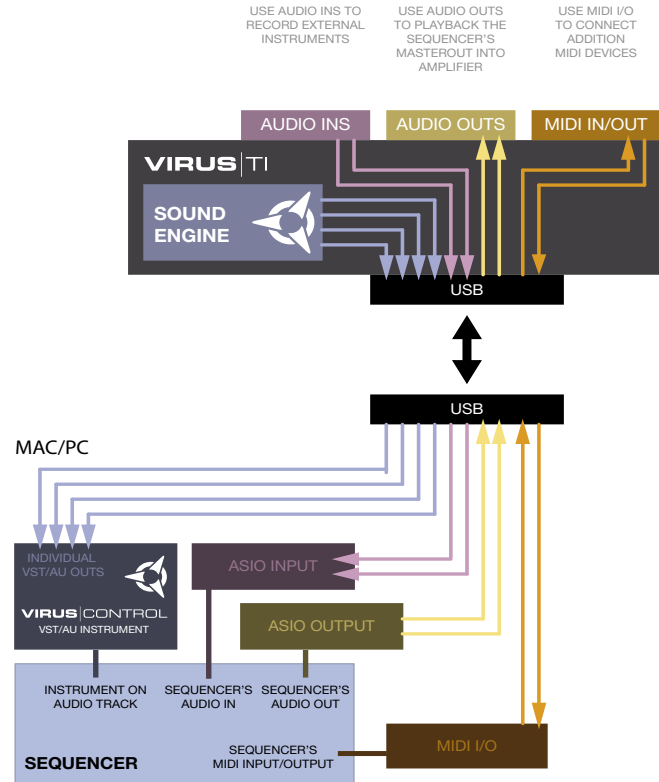 USE AUDIO INS TO
RECORD EXTERNAL
INSTRUMENTS
USE AUDIO OUTS
TO PLAYBACK THE
SEQUENCER'S
MASTEROUT INTO
AMPLIFIER
USE MIDI I/O
TO CONNECT
ADDITION
MIDI DEVICES
AUDIO INS
AUDIO OUTS
MIDI IN/OUT
VIRUS|TI
SOUND
ENGINE
USB
USB
MAC/PC
INDIVIDUAL
VST/AU OUTS
VIRUS|CONTROL
VST/AU INSTRUMENT
ASIO INPUT
ASIO OUTPUT
INSTRUMENT ON
AUDIO TRACK
SEQUENCER'S
AUDIO IN
SEQUENCER'S
AUDIO OUT
SEQUENCER
SEQUENCER'S
MIDI INPUT/OUTPUT
MIDI I/O